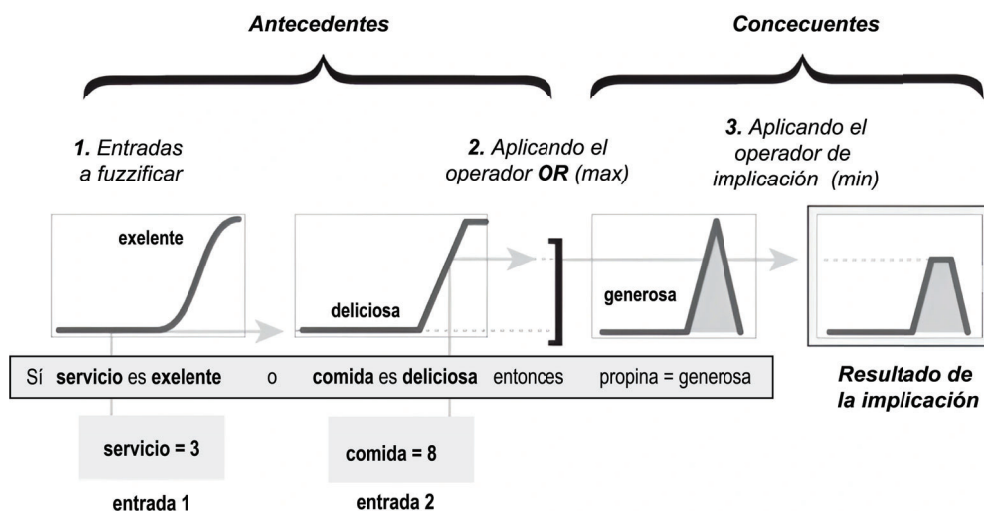 Antecedentes
Concecuentes
1. Entradas
a fuzzificar
2. Aplicando el
operador OR (max)
3. Aplicando el
operador de
implicación (min)
exelente
deliciosa
generosa
Sí servicio es exelente o comida es deliciosa entonces propina = generosa
Resultado de
la implicación
servicio = 3
comida = 8
entrada 1
entrada 2